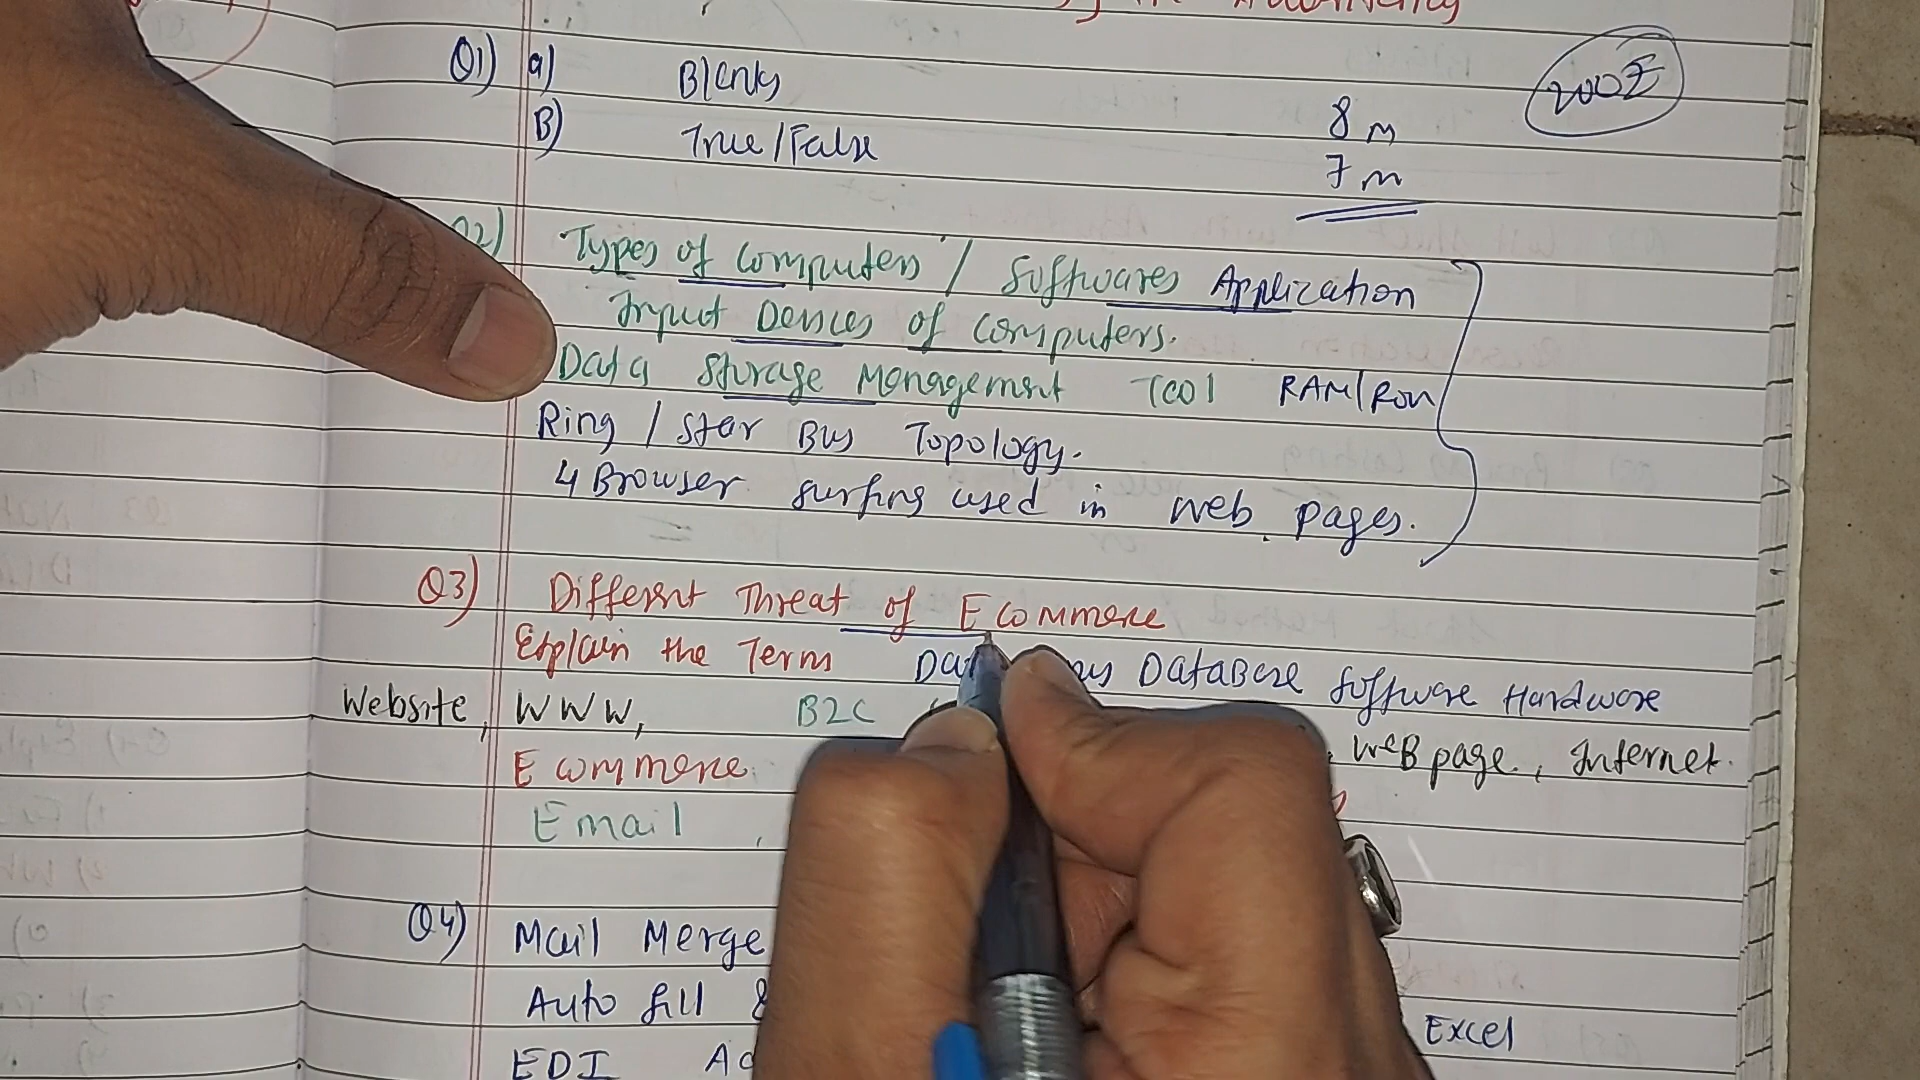 Q1) a) Blanks 8 m
B) True/False 7 m
Q2) Types of Computers / Softwares Application
Input Devices of Computers.
Data Storage Management Tool RAM/Rom
Ring / Star Bus Topology.
4 Browser surfing used in web pages.
Q3) Different Threat of E Commerce
Explain the Term DataBase Software Hardware
Website, WWW, B2C
E Commerce web page, Internet.
Email,
Q4) Mail Merge
Auto fill & Excel
EDI